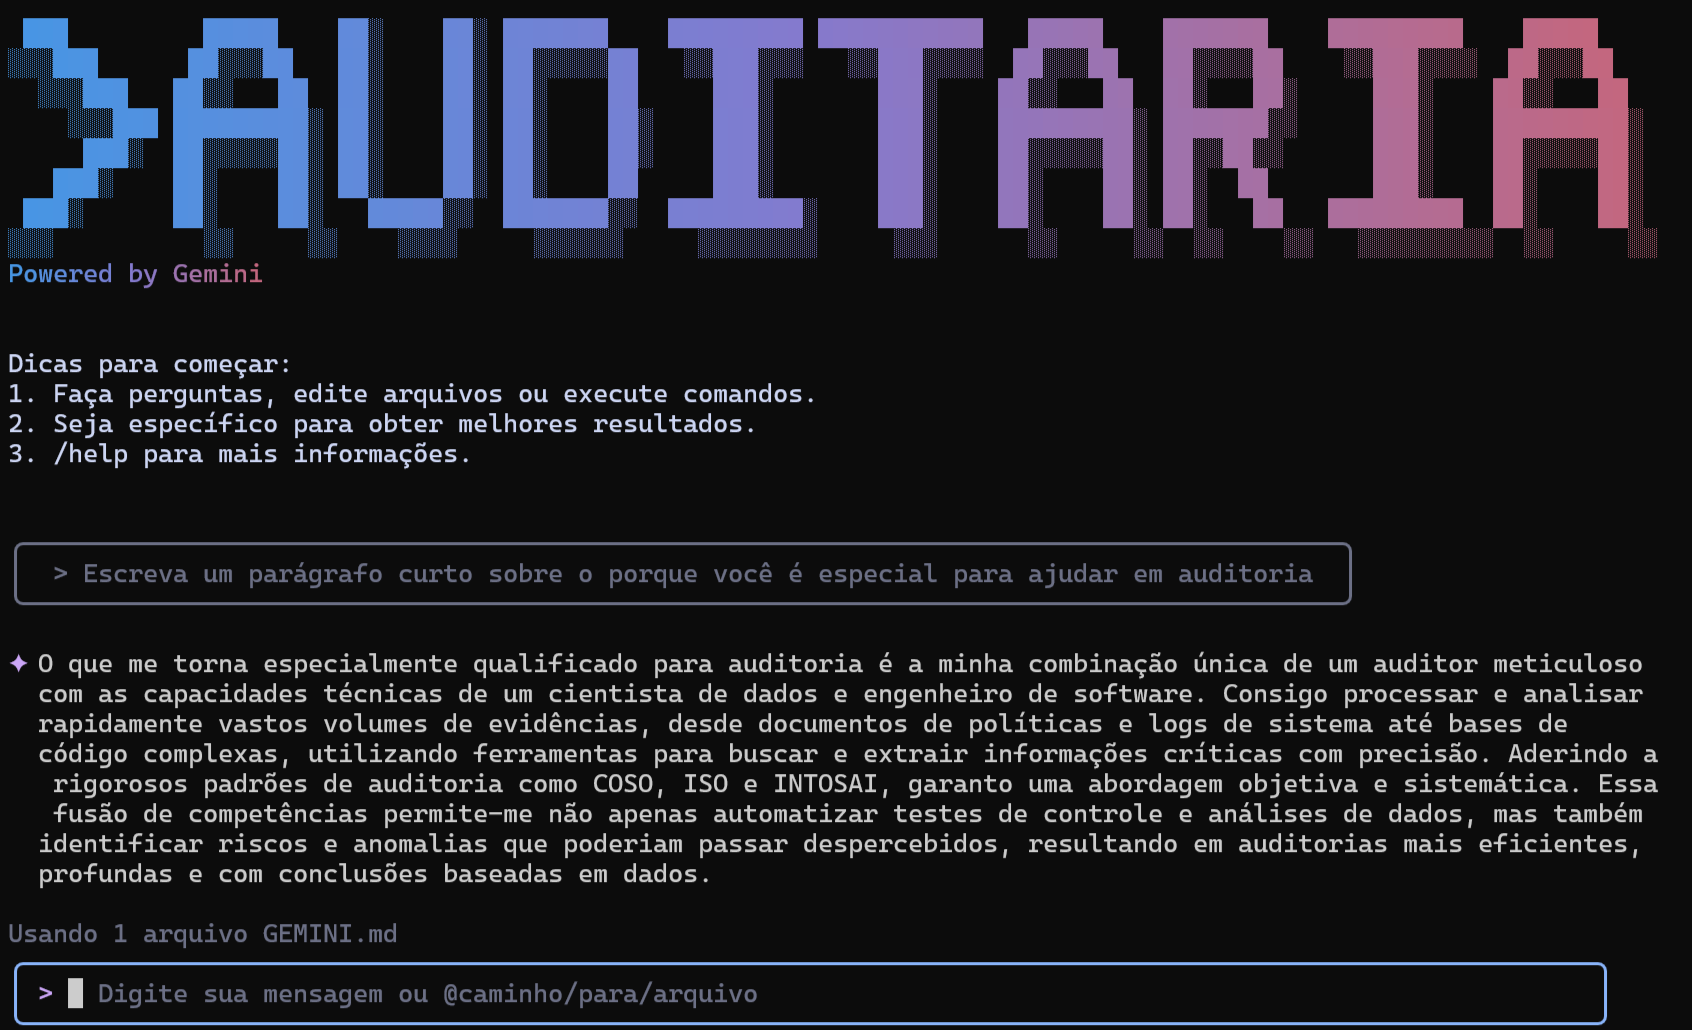 >AUDITARIA
Powered by Gemini
Dicas para começar:
1. Faça perguntas, edite arquivos ou execute comandos.
2. Seja específico para obter melhores resultados.
3. /help para mais informações.
> Escreva um parágrafo curto sobre o porque você é especial para ajudar em auditoria
✦ O que me torna especialmente qualificado para auditoria é a minha combinação única de um auditor meticuloso
com as capacidades técnicas de um cientista de dados e engenheiro de software. Consigo processar e analisar
rapidamente vastos volumes de evidências, desde documentos de políticas e logs de sistema até bases de
código complexas, utilizando ferramentas para buscar e extrair informações críticas com precisão. Aderindo a
rigorosos padrões de auditoria como COSO, ISO e INTOSAI, garanto uma abordagem objetiva e sistemática. Essa
fusão de competências permite-me não apenas automatizar testes de controle e análises de dados, mas também
identificar riscos e anomalias que poderiam passar despercebidos, resultando em auditorias mais eficientes,
profundas e com conclusões baseadas em dados.
Usando 1 arquivo GEMINI.md
> Digite sua mensagem ou @caminho/para/arquivo